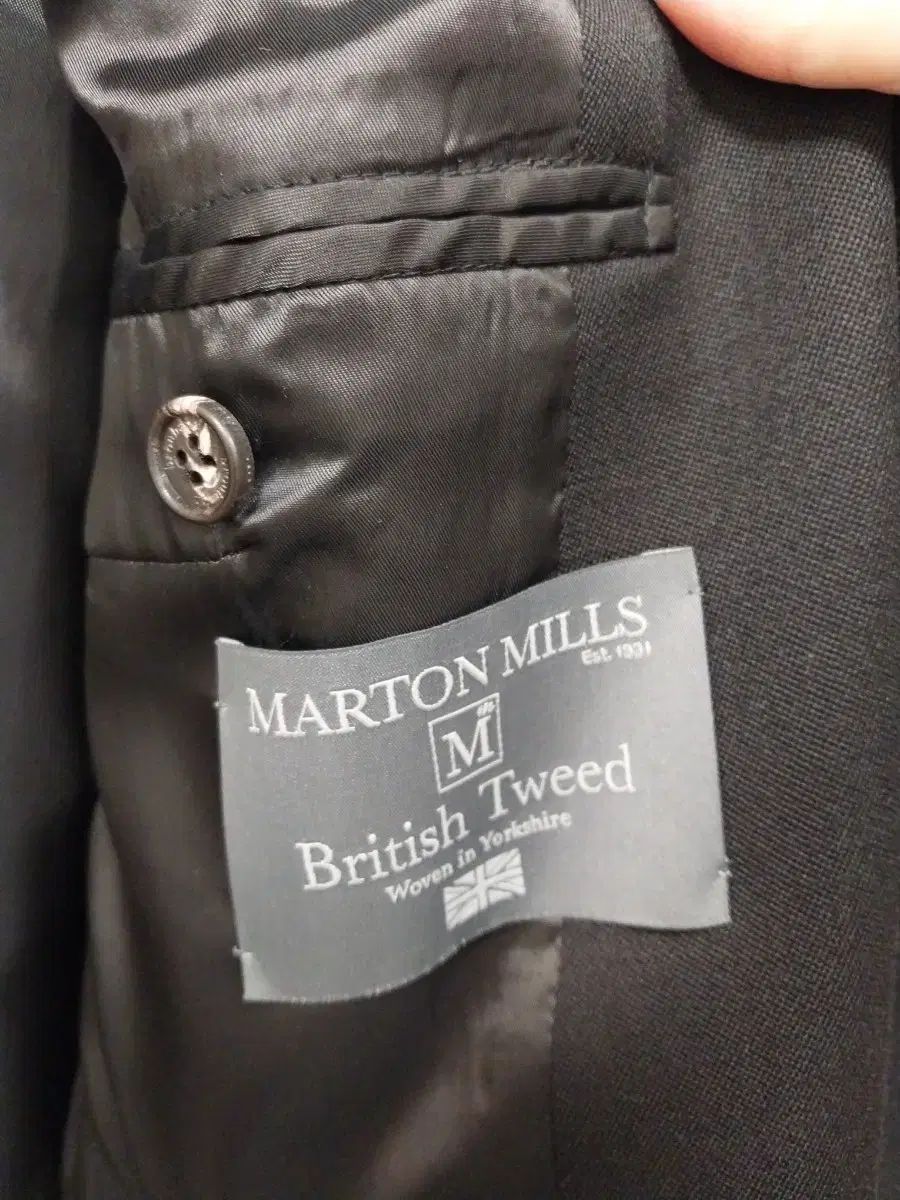 MARTON MILLS
Est. 1931
M
British Tweed
Woven in Yorkshire